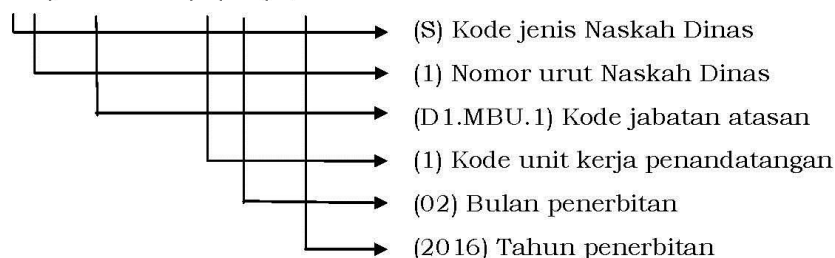 (S) Kode jenis Naskah Dinas
(1) Nomor urut Naskah Dinas
(D1.MBU.1) Kode jabatan atasan
(1) Kode unit kerja penandatangan
(02) Bulan penerbitan
(2016) Tahun penerbitan